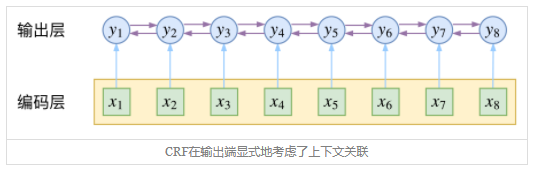 输出层 y1 y2 y3 y4 y5 y6 y7 y8
编码层 x1 x2 x3 x4 x5 x6 x7 x8
CRF在输出端显式地考虑了上下文关联